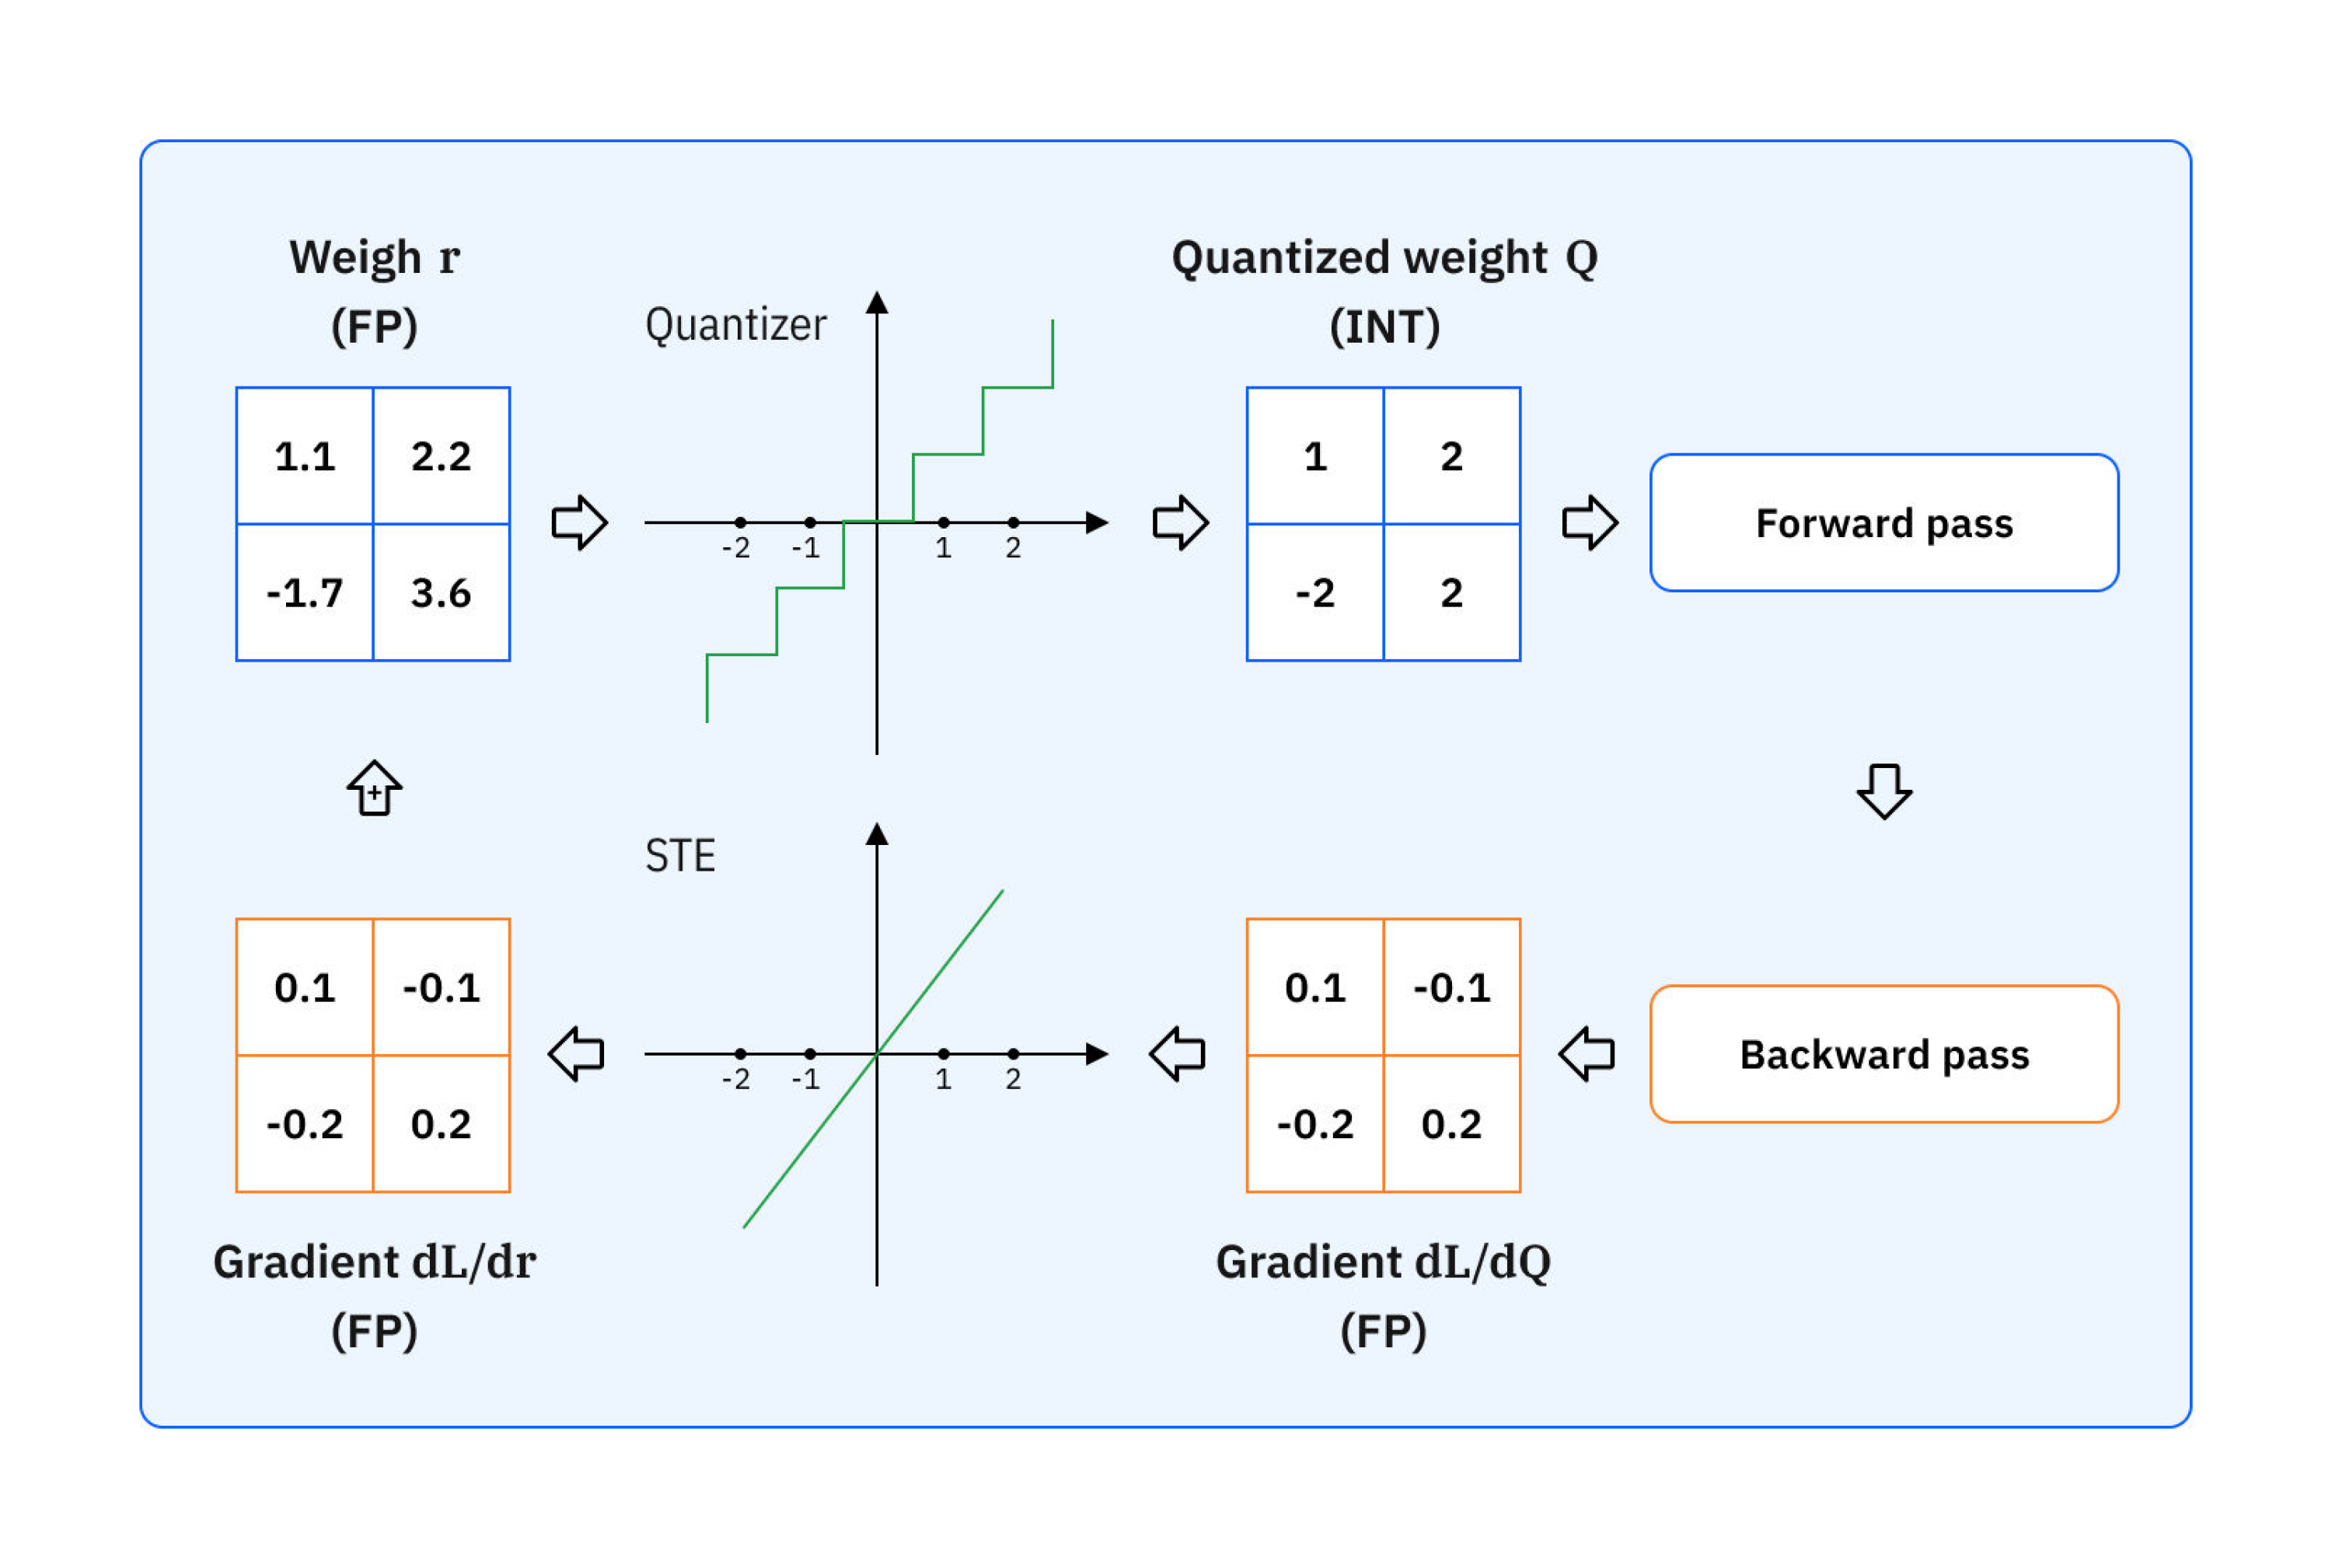 Weigh r
(FP)
Quantizer
Quantized weight Q
(INT)
1.1 2.2
-1.7 3.6
-2 -1 1 2
1 2
-2 2
Forward pass
+
STE
0.1 -0.1
-0.2 0.2
-2 -1 1 2
0.1 -0.1
-0.2 0.2
Backward pass
Gradient dL/dr
(FP)
Gradient dL/dQ
(FP)